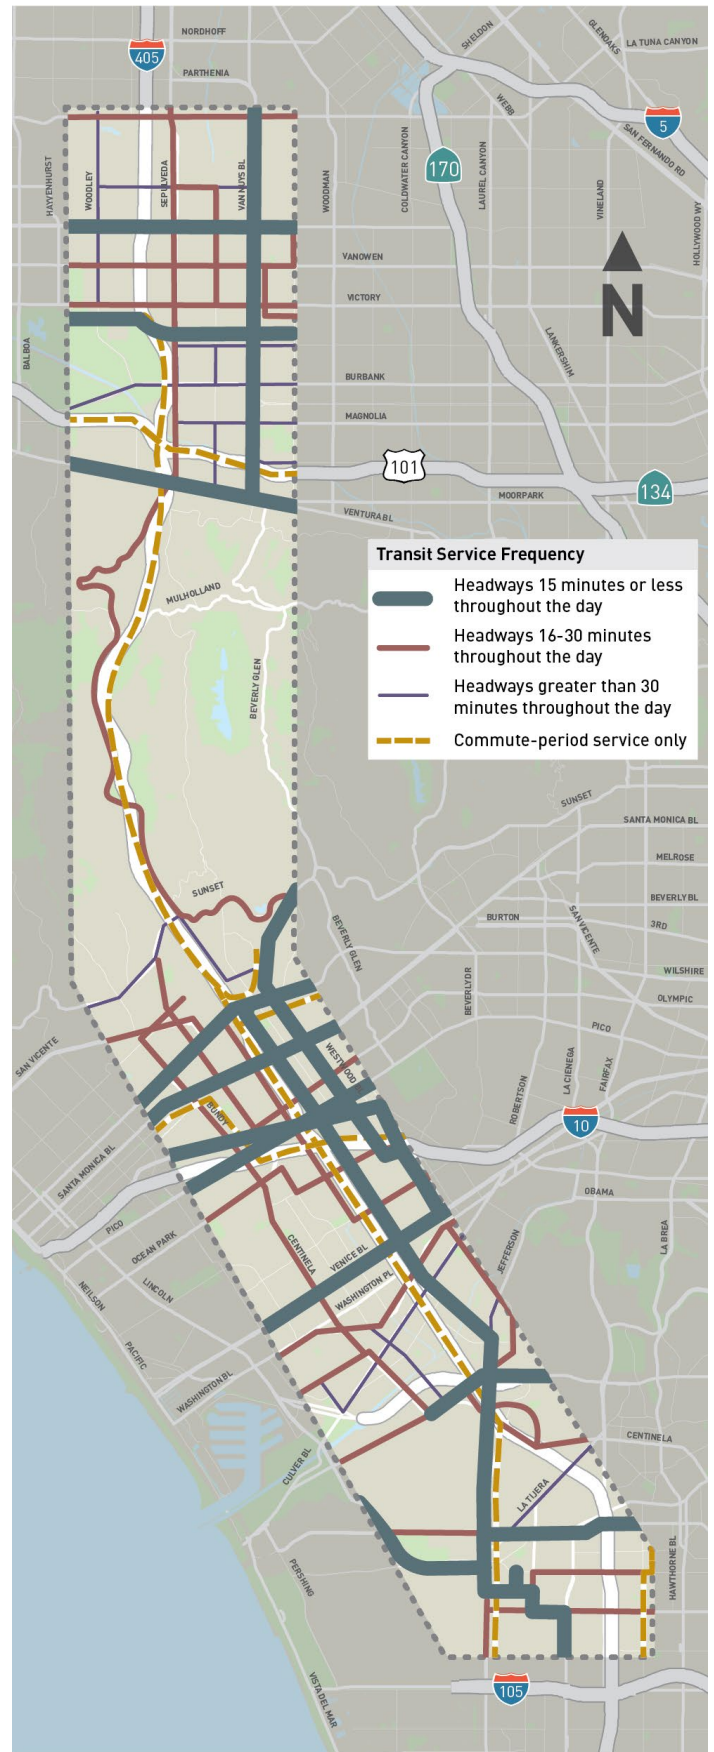 NORDHOFF
SHELDON
GLENOAKS
LA TUNA CANYON
405
PARTHENIA
WEBB
5
SAN FERNANDO RD
170
HAYVENHURST
WOODLEY
SEPULVEDA
VAN NUYS BL
WOODMAN
COLDWATER CANYON
LAUREL CANYON
VINELAND
HOLLYWOOD WY
VANOWEN
VICTORY
N
LANKERSHIM
BALBOA
BURBANK
MAGNOLIA
101
134
MOORPARK
VENTURA BL
Transit Service Frequency
Headways 15 minutes or less
throughout the day
Headways 16-30 minutes
throughout the day
Headways greater than 30
minutes throughout the day
Commute-period service only
MULHOLLAND
BEVERLY GLEN
SUNSET
SANTA MONICA BL
MELROSE
SUNSET
BEVERLY BL
BURTON
SAN VICENTE
3RD
BEVERLY GLEN
WILSHIRE
BEVERLY DR
OLYMPIC
PICO
SAN VICENTE
WESTWOOD
LA CIENEGA
FAIRFAX
ROBERTSON
BUNDY
10
SANTA MONICA BL
OBAMA
PICO
OCEAN PARK
CENTINELA
VENICE BL
JEFFERSON
LA BREA
LINCOLN
WASHINGTON PL
NEILSON
PACIFIC
WASHINGTON BL
CENTINELA
CULVER BL
LA TIJERA
PERSHING
HAWTHORNE BL
VISTA DEL MAR
105